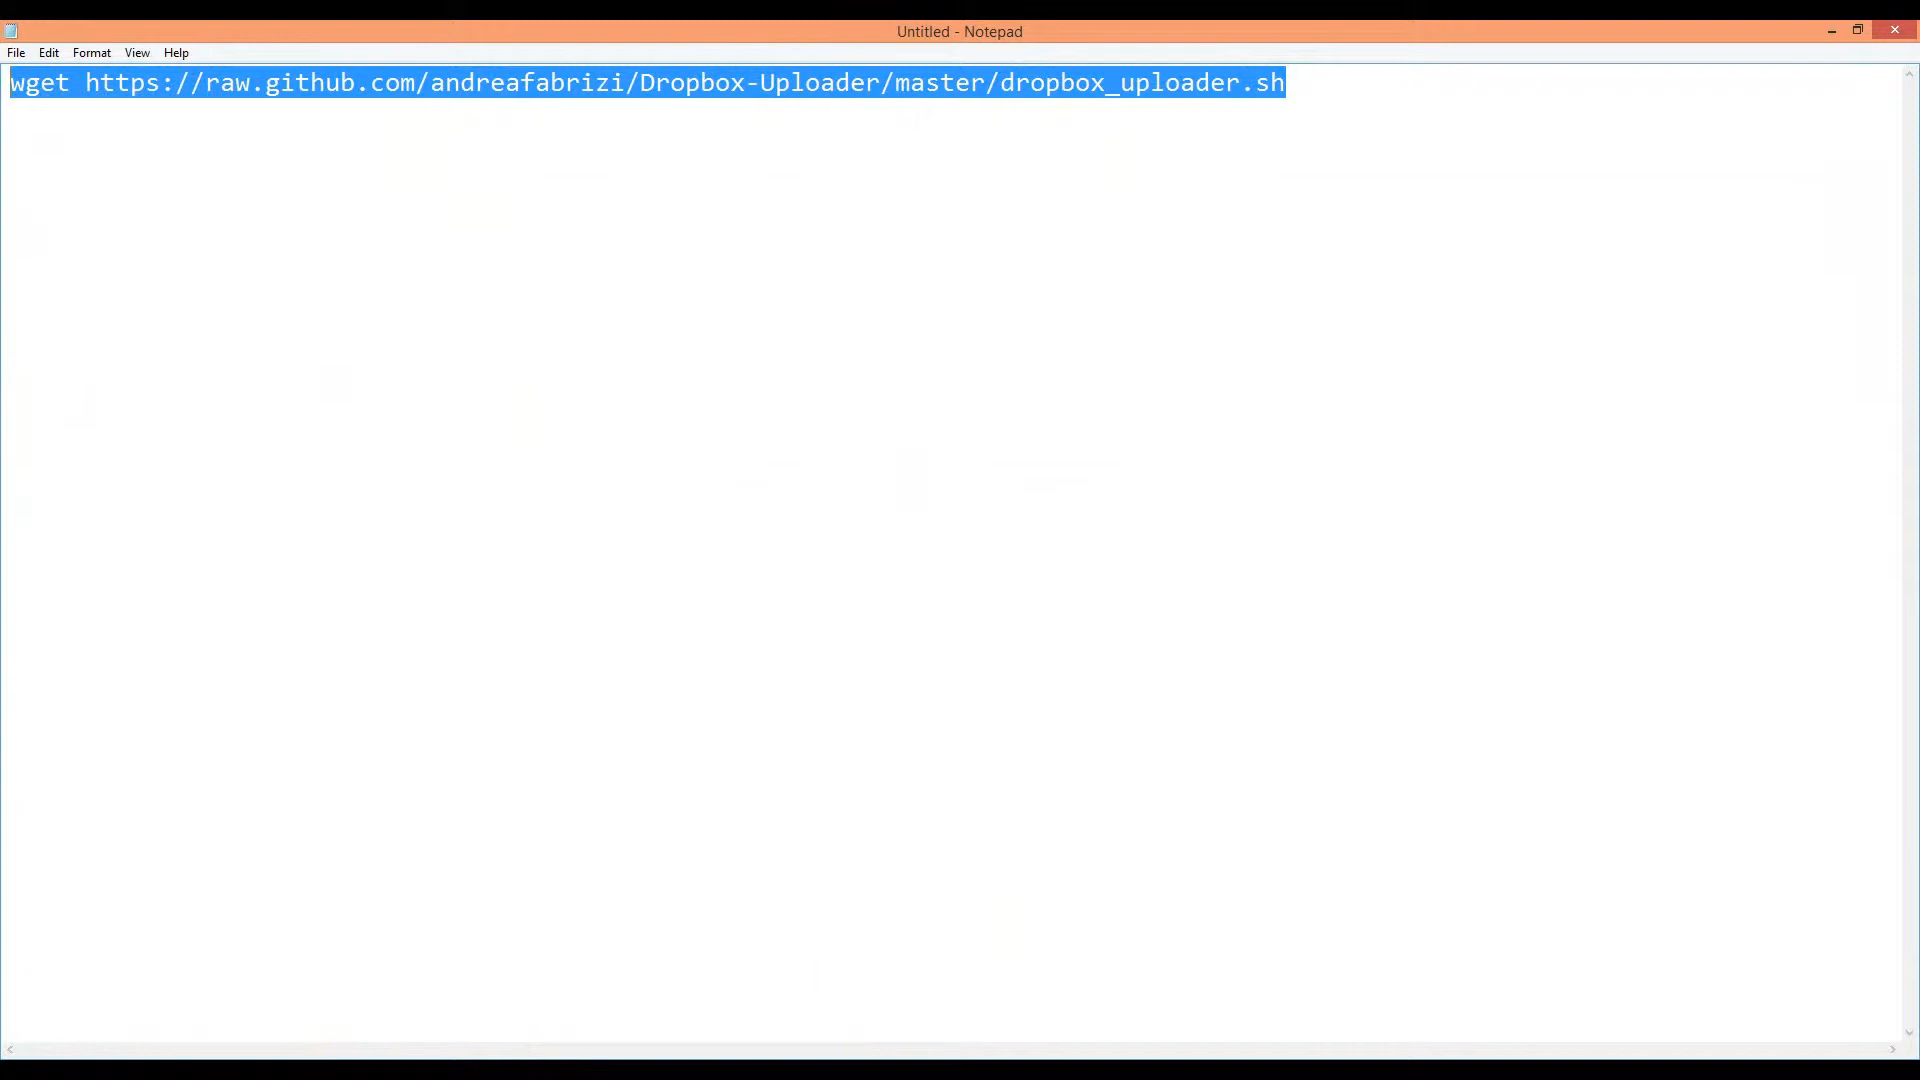 Untitled - Notepad
File Edit Format View Help
wget https://raw.github.com/andreafabrizi/Dropbox-Uploader/master/dropbox_uploader.sh